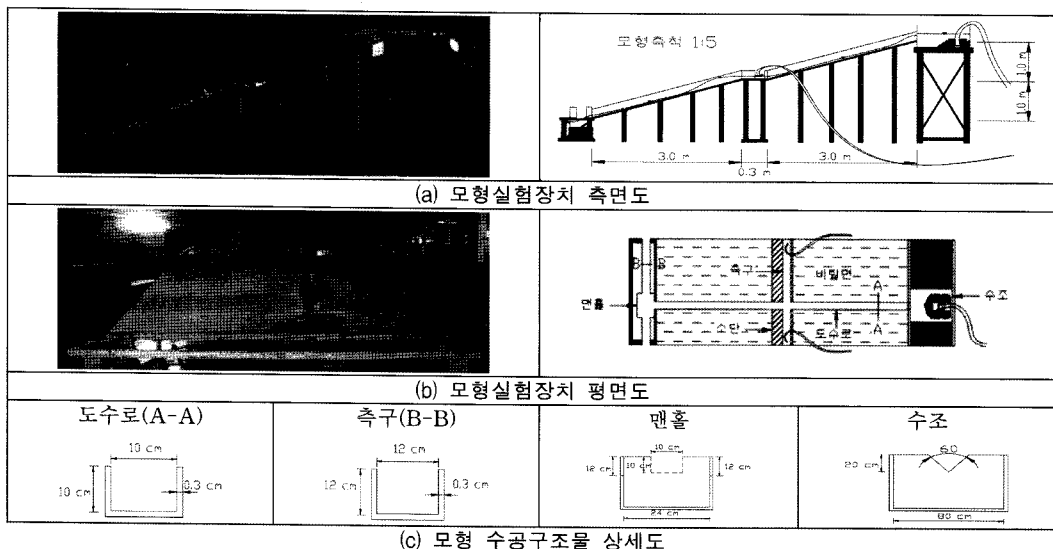 모형축척 1:5
1.0 m
1.0 m
3.0 m
0.3 m
3.0 m
(a) 모형실험장치 측면도
B
B
측구
비탈면
A
맨홀
수조
소단
도수로
A
(b) 모형실험장치 평면도
도수로(A-A)
측구(B-B)
맨홀
수조
10 cm
10 cm
0.3 cm
12 cm
12 cm
0.3 cm
10 cm
12 cm
10 cm
12 cm
24 cm
60
20 cm
80 cm
(c) 모형 수공구조물 상세도